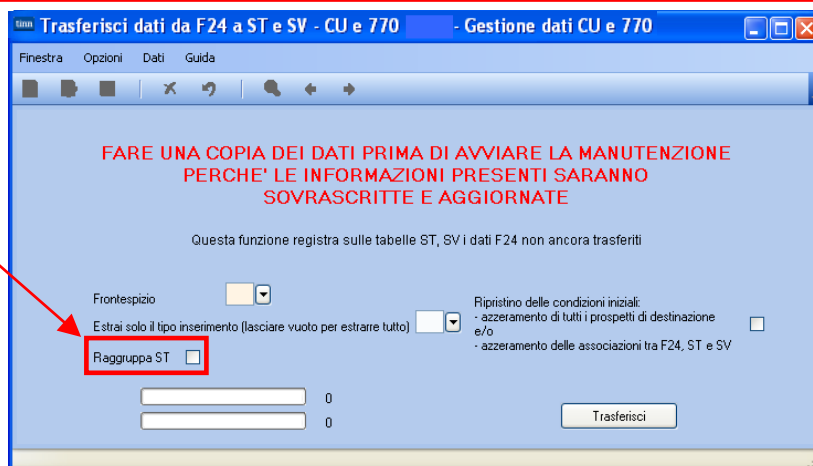 tinn Trasferisci dati da F24 a ST e SV - CU e 770 - Gestione dati CU e 770
Finestra Opzioni Dati Guida
FARE UNA COPIA DEI DATI PRIMA DI AVVIARE LA MANUTENZIONE
PERCHE' LE INFORMAZIONI PRESENTI SARANNO
SOVRASCRITTE E AGGIORNATE
Questa funzione registra sulle tabelle ST, SV i dati F24 non ancora trasferiti
Frontespizio
Estrai solo il tipo inserimento (lasciare vuoto per estrarre tutto)
Raggruppa ST
Ripristino delle condizioni iniziali:
- azzeramento di tutti i prospetti di destinazione
e/o
- azzeramento delle associazioni tra F24, ST e SV
0
0
Trasferisci